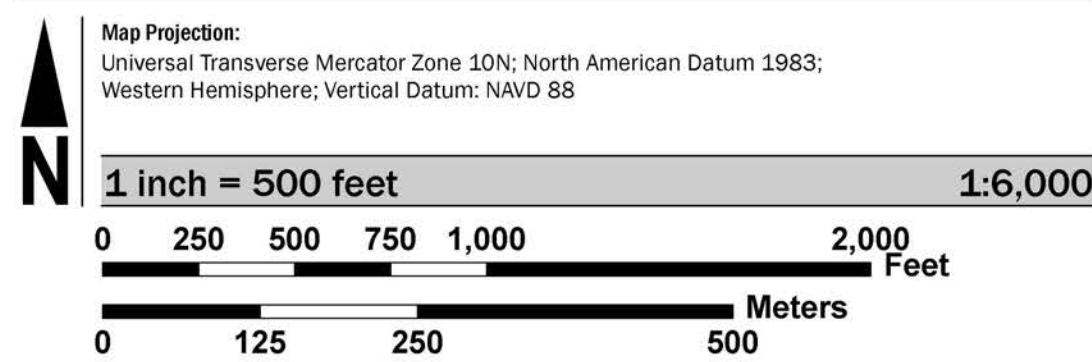 N
Map Projection:
Universal Transverse Mercator Zone 10N; North American Datum 1983;
Western Hemisphere; Vertical Datum: NAVD 88
1 inch = 500 feet 1:6,000
0 250 500 750 1,000 2,000
Feet
Meters
0 125 250 500